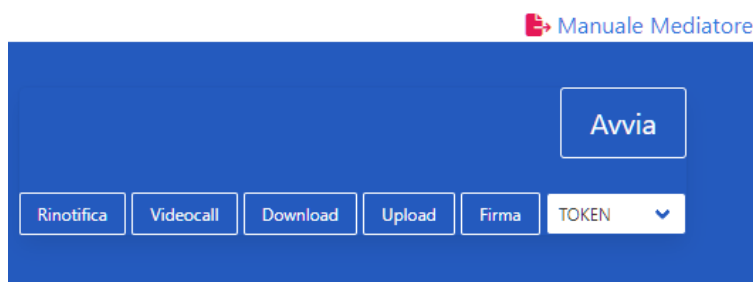 Manuale Mediatore
Avvia
Rinotifica Videocall Download Upload Firma TOKEN